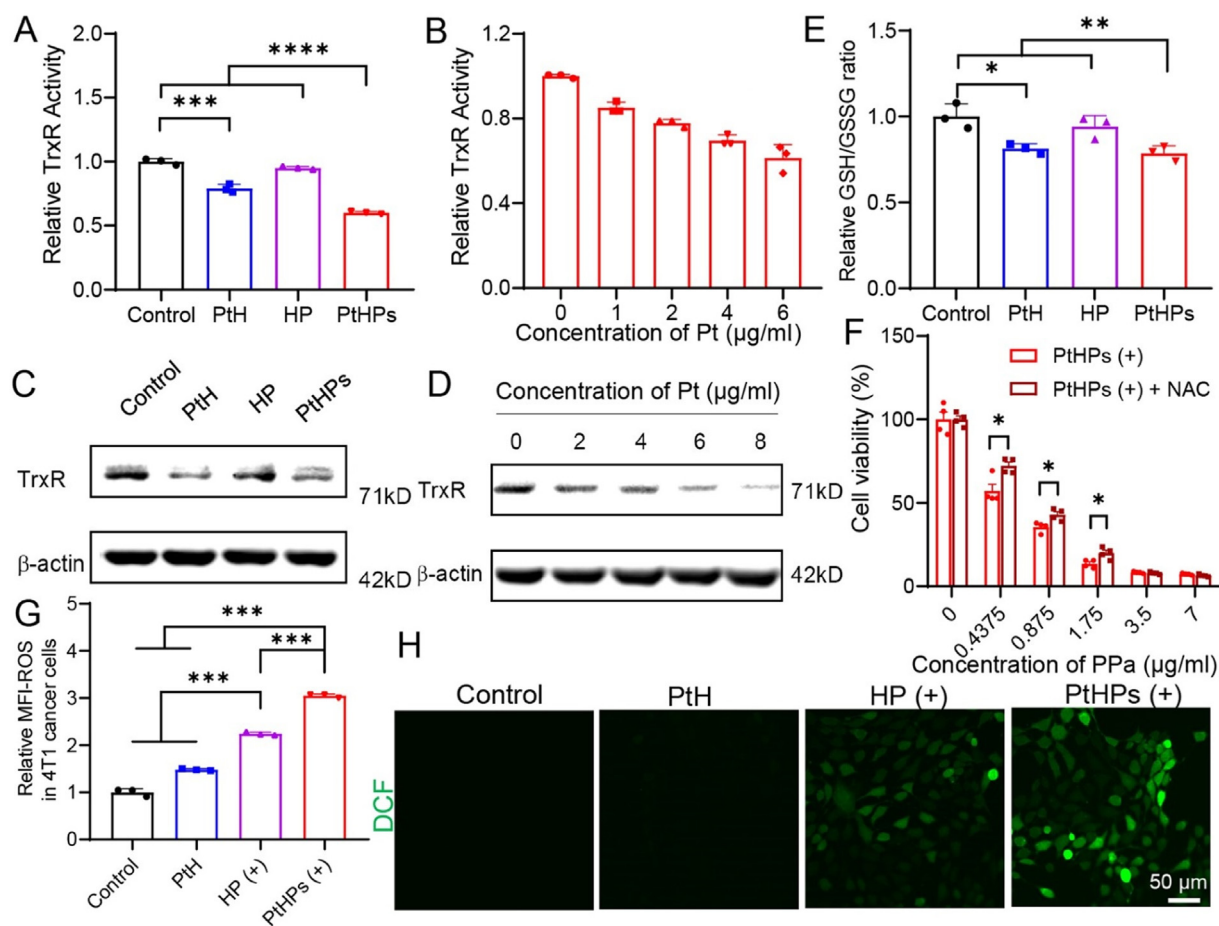 A
Relative TrxR Activity
2.0
1.5
1.0
0.5
0.0
***
****
Control
PtH
HP
PtHPs
B
Relative TrxR Activity
1.2
0.9
0.6
0.3
0.0
0
1
2
4
6
Concentration of Pt (μg/ml)
E
Relative GSH/GSSG ratio
1.5
1.0
0.5
0.0
*
**
Control
PtH
HP
PtHPs
C
Control
PtH
HP
PtHPs
TrxR
71kD
β-actin
42kD
D
Concentration of Pt (μg/ml)
0
2
4
6
8
TrxR
71kD
β-actin
42kD
F
Cell viability (%)
150
100
50
0
PtHPs (+)
PtHPs (+) + NAC
*
*
*
0
0.4375
0.875
1.75
3.5
7
Concentration of PPa (μg/ml)
G
Relative MFI-ROS
in 4T1 cancer cells
5
4
3
2
1
0
***
***
***
Control
PtH
HP (+)
PtHPs (+)
H
Control
PtH
HP (+)
PtHPs (+)
DCF
50 μm